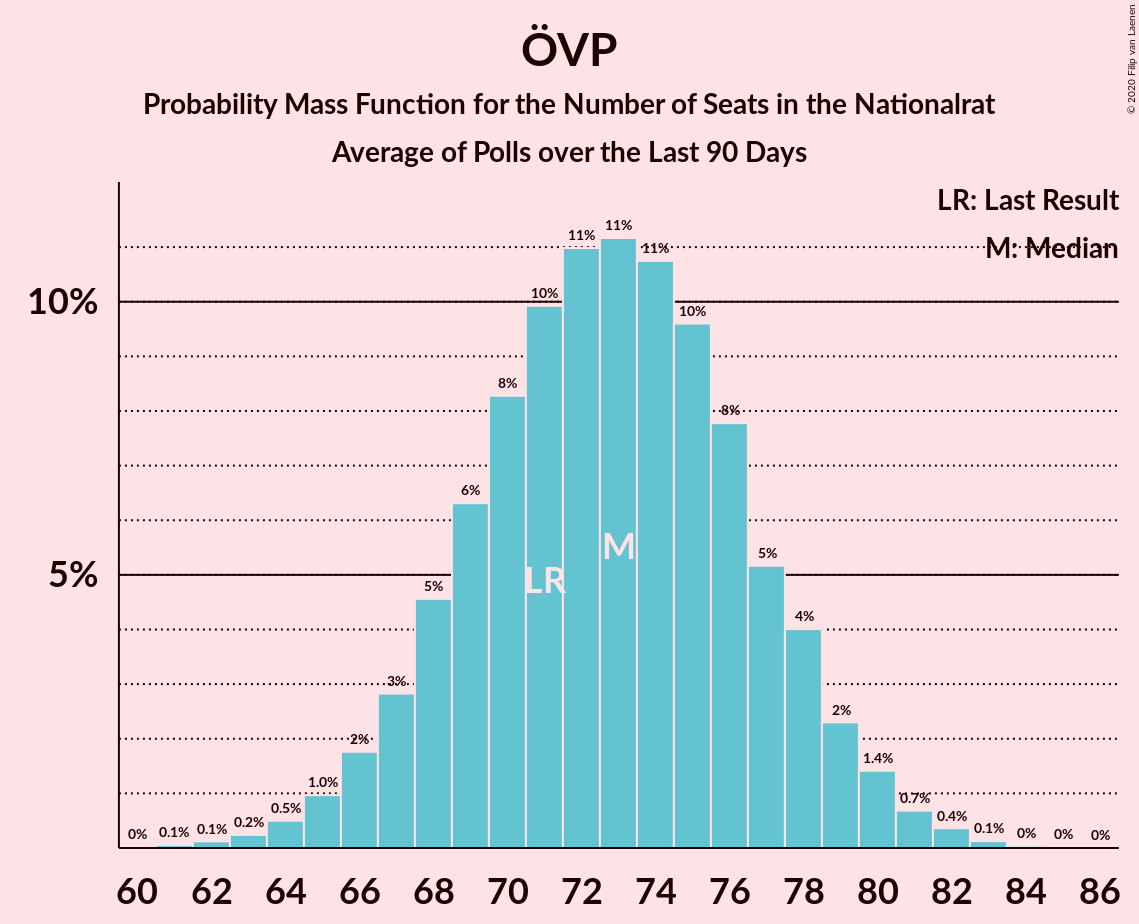 © 2020 Filip van Laenen
ÖVP
Probability Mass Function for the Number of Seats in the Nationalrat
Average of Polls over the Last 90 Days
LR: Last Result
M: Median
10%
5%
0% 0.1% 0.1% 0.2% 0.5% 1.0% 2% 3% 5% 6% 8% 10% 11% 11% 11% 10% 8% 5% 4% 2% 1.4% 0.7% 0.4% 0.1% 0% 0% 0%
LR M
60 62 64 66 68 70 72 74 76 78 80 82 84 86